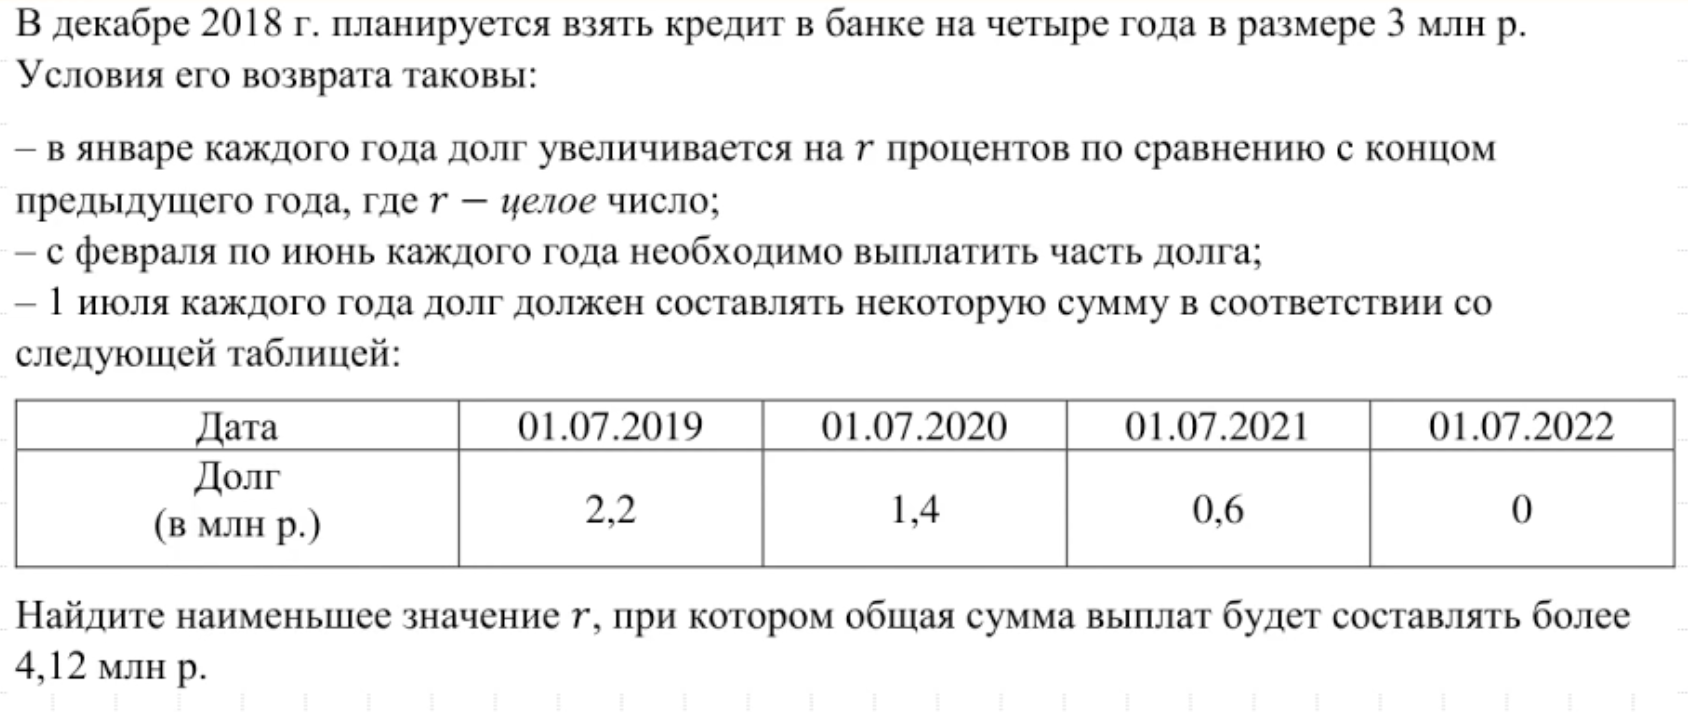 В декабре 2018 г. планируется взять кредит в банке на четыре года в размере 3 млн р.
Условия его возврата таковы:
– в январе каждого года долг увеличивается на r процентов по сравнению с концом
предыдущего года, где r – целое число;
– с февраля по июнь каждого года необходимо выплатить часть долга;
– 1 июля каждого года долг должен составлять некоторую сумму в соответствии со
следующей таблицей:
Дата 01.07.2019 01.07.2020 01.07.2021 01.07.2022
Долг
(в млн р.) 2,2 1,4 0,6 0
Найдите наименьшее значение r, при котором общая сумма выплат будет составлять более
4,12 млн р.